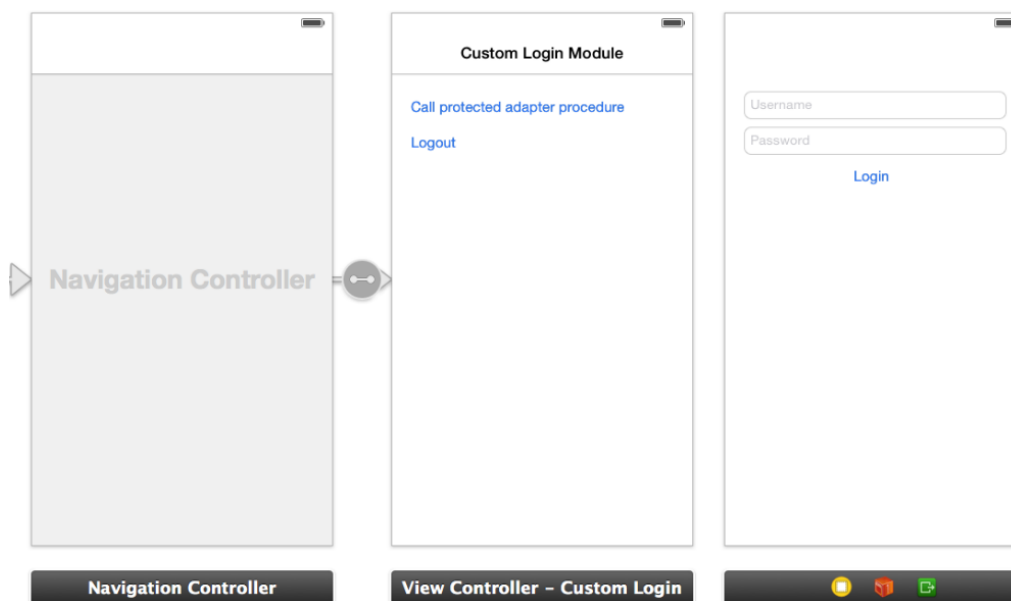 Navigation Controller
Navigation Controller
Custom Login Module
Call protected adapter procedure
Logout
View Controller – Custom Login
Username
Password
Login